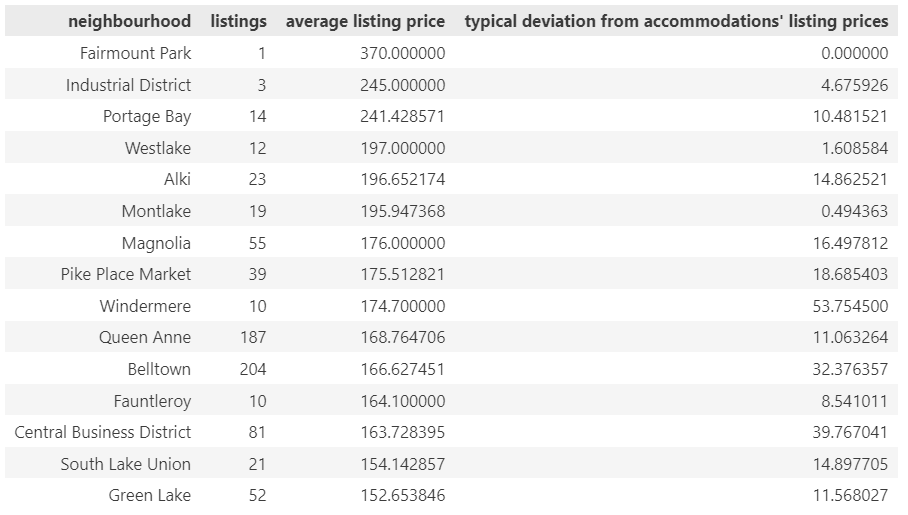 neighbourhood listings average listing price typical deviation from accommodations' listing prices
Fairmount Park 1 370.000000 0.000000
Industrial District 3 245.000000 4.675926
Portage Bay 14 241.428571 10.481521
Westlake 12 197.000000 1.608584
Alki 23 196.652174 14.862521
Montlake 19 195.947368 0.494363
Magnolia 55 176.000000 16.497812
Pike Place Market 39 175.512821 18.685403
Windermere 10 174.700000 53.754500
Queen Anne 187 168.764706 11.063264
Belltown 204 166.627451 32.376357
Fauntleroy 10 164.100000 8.541011
Central Business District 81 163.728395 39.767041
South Lake Union 21 154.142857 14.897705
Green Lake 52 152.653846 11.568027